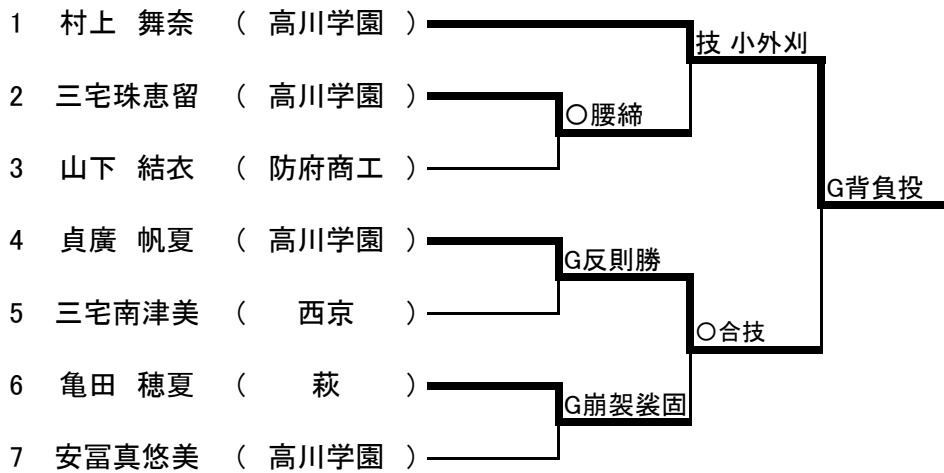 1 村上 舞奈 ( 高川学園 )
技 小外刈
2 三宅珠恵留 ( 高川学園 )
○腰締
3 山下 結衣 ( 防府商工 )
G背負投
4 貞廣 帆夏 ( 高川学園 )
G反則勝
5 三宅南津美 ( 西京 )
○合技
6 亀田 穂夏 ( 萩 )
G崩袈裟固
7 安冨真悠美 ( 高川学園 )